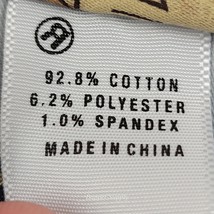 92.8% COTTON
6.2% POLYESTER
1.0% SPANDEX
MADE IN CHINA